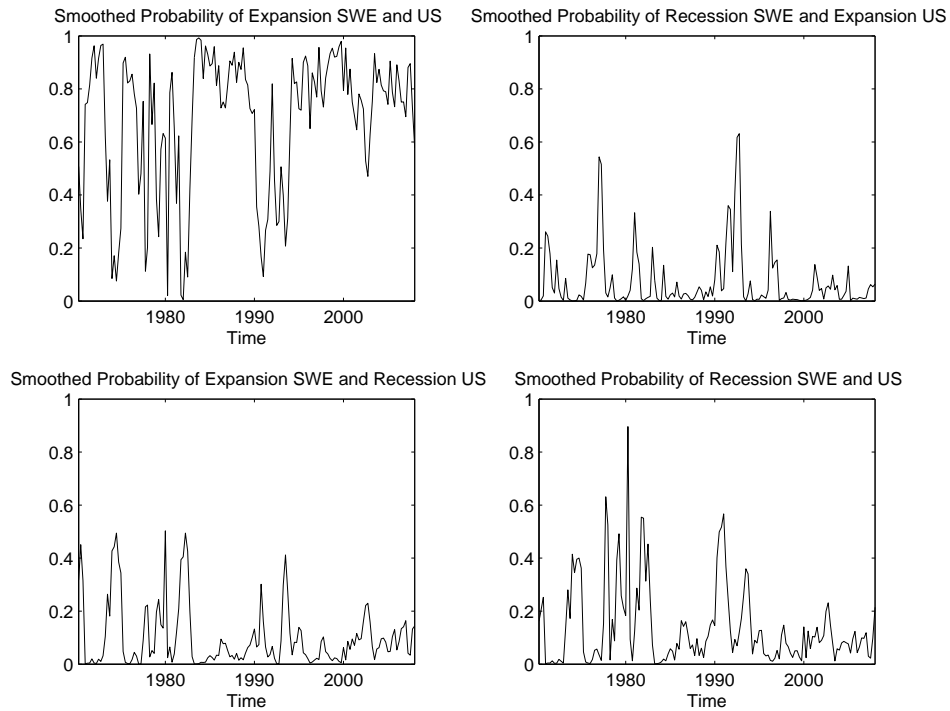 Smoothed Probability of Expansion SWE and US
1
0.8
0.6
0.4
0.2
0
1980 1990 2000
Time
Smoothed Probability of Recession SWE and Expansion US
1
0.8
0.6
0.4
0.2
0
1980 1990 2000
Time
Smoothed Probability of Expansion SWE and Recession US
1
0.8
0.6
0.4
0.2
0
1980 1990 2000
Time
Smoothed Probability of Recession SWE and US
1
0.8
0.6
0.4
0.2
0
1980 1990 2000
Time